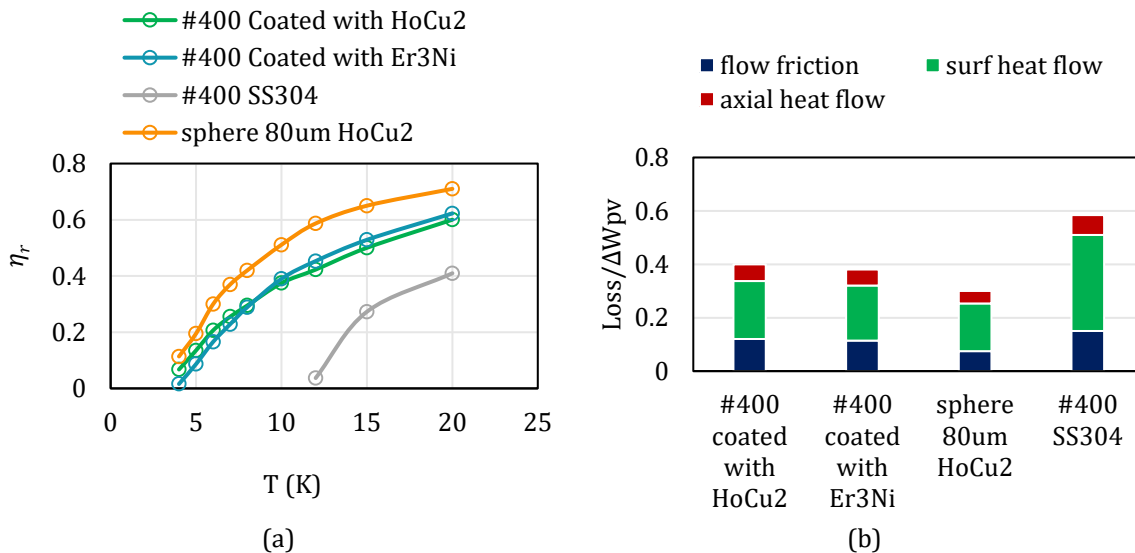 #400 Coated with HoCu2
#400 Coated with Er3Ni
#400 SS304
sphere 80um HoCu2
0.8
0.6
0.4
0.2
0
η_r
0 5 10 15 20 25
T (K)
(a)
flow friction surf heat flow
axial heat flow
0.8
0.6
0.4
0.2
0
Loss/ΔWpv
#400
coated
with
HoCu2
#400
coated
with
Er3Ni
sphere
80um
HoCu2
#400
SS304
(b)